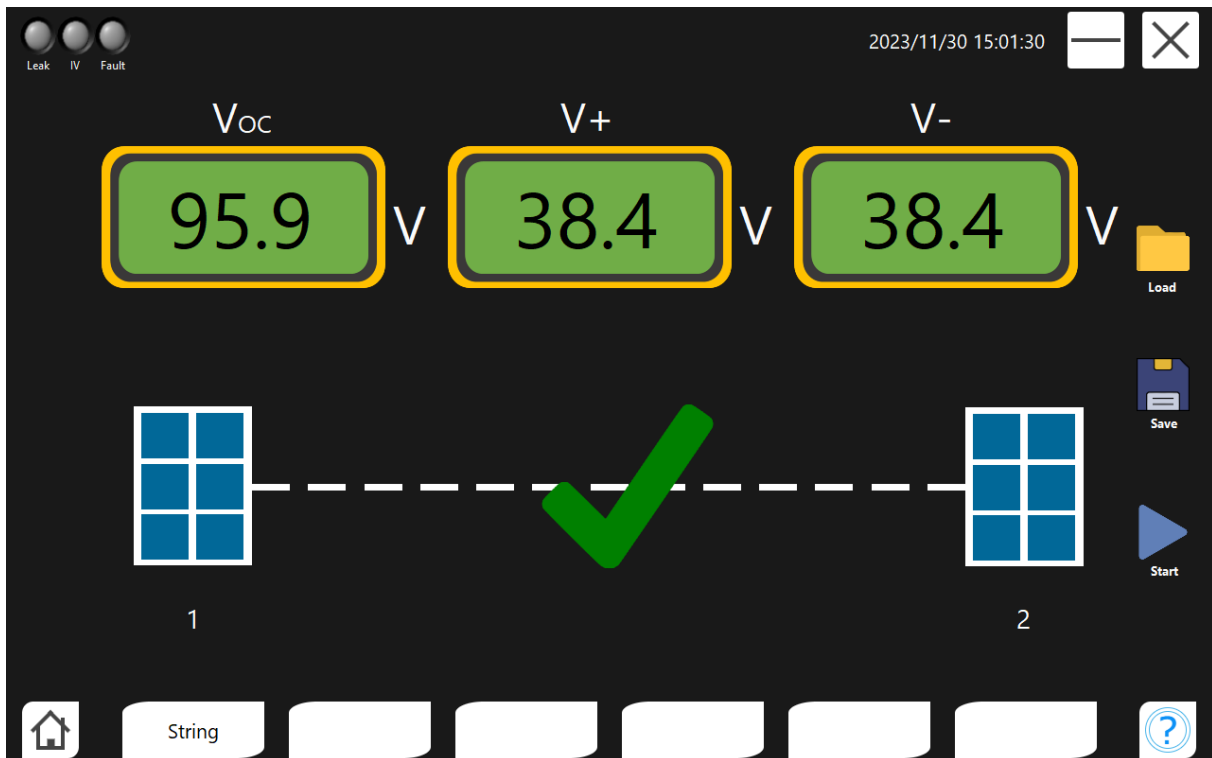 2023/11/30 15:01:30
Leak IV Fault
VOC V+ V-
95.9 V 38.4 V 38.4 V
Load
Save
Start
1 2
String
?